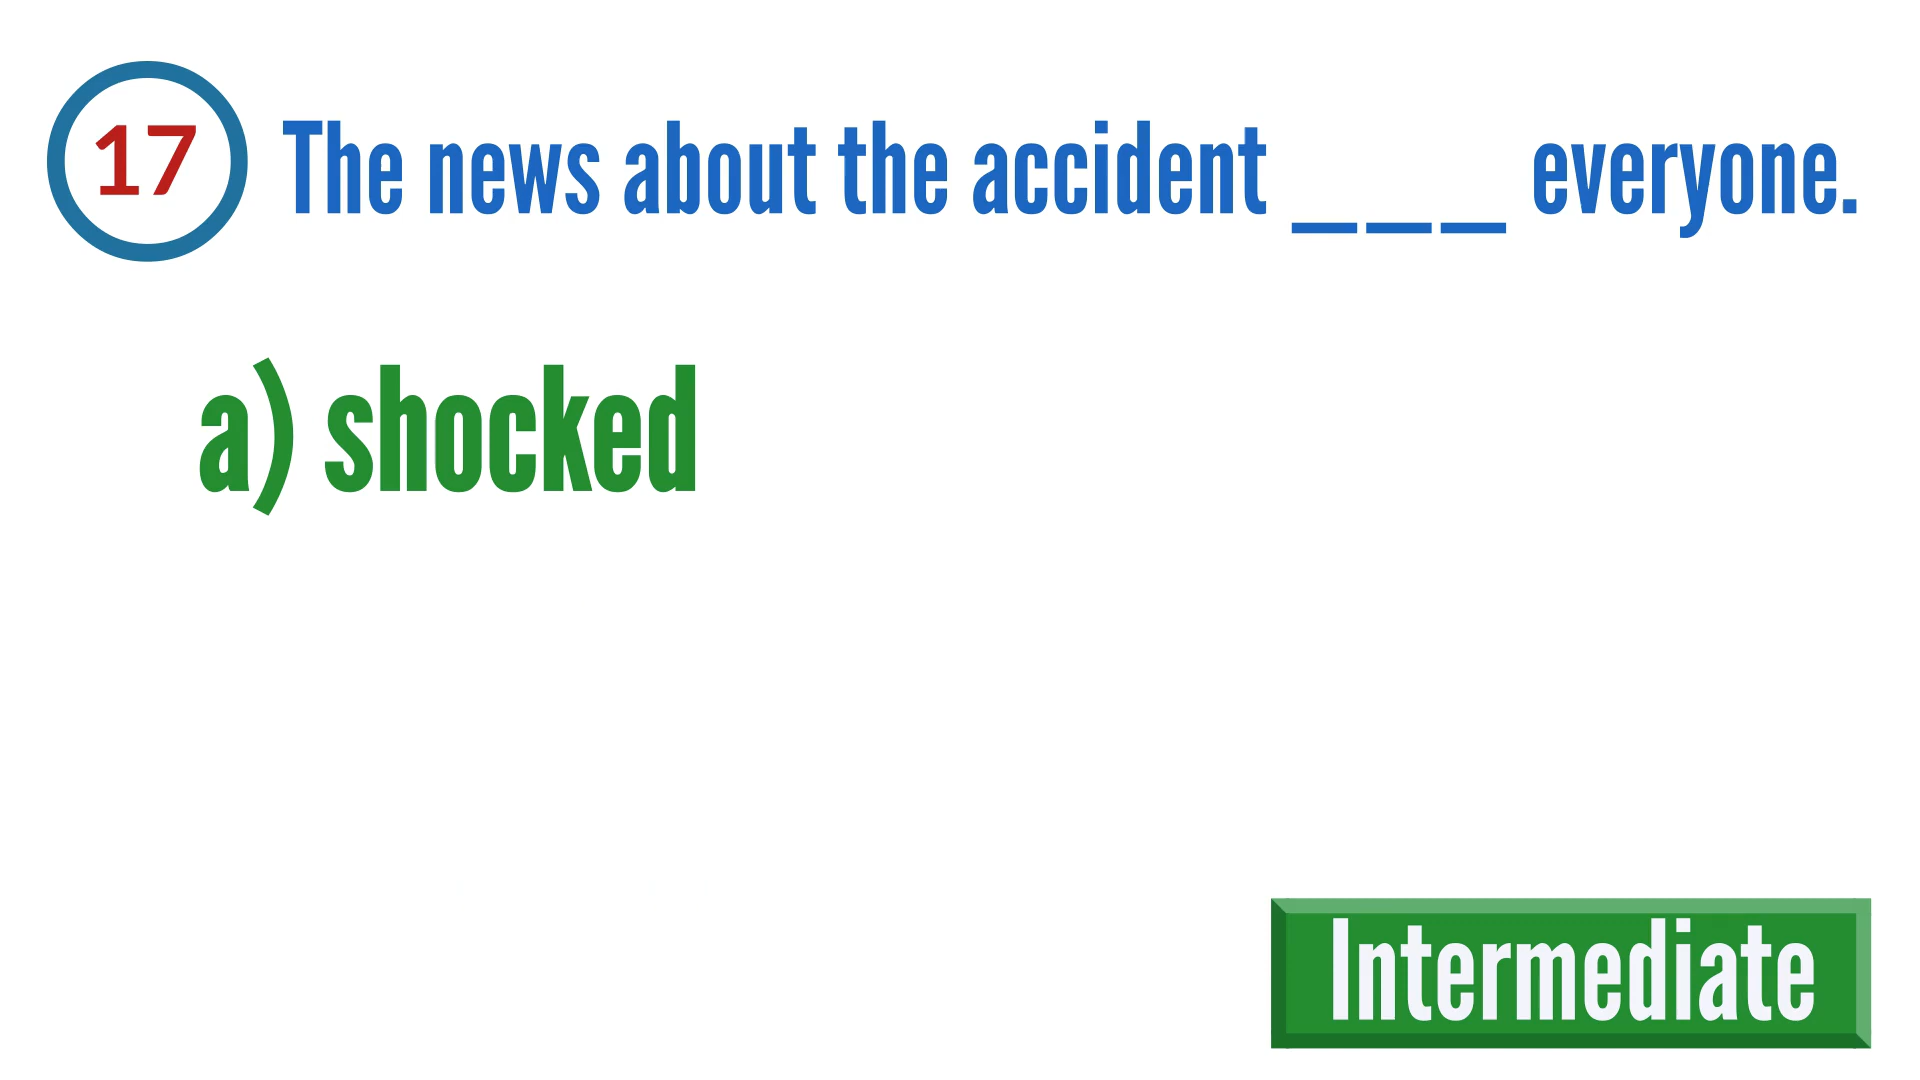 17 The news about the accident ___ everyone.
a) shocked
Intermediate